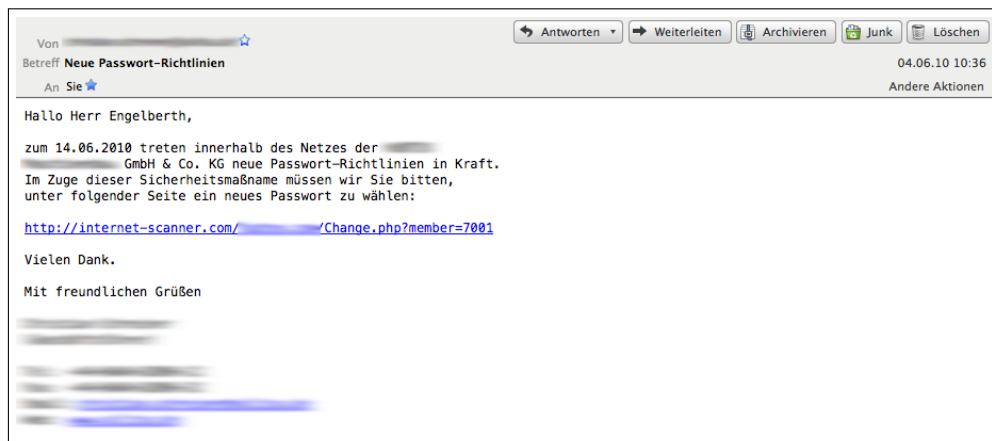 Von
Antworten Weiterleiten Archivieren Junk Löschen
Betreff Neue Passwort-Richtlinien 04.06.10 10:36
An Sie Andere Aktionen
Hallo Herr Engelberth,
zum 14.06.2010 treten innerhalb des Netzes der
GmbH & Co. KG neue Passwort-Richtlinien in Kraft.
Im Zuge dieser Sicherheitsmaßname müssen wir Sie bitten,
unter folgender Seite ein neues Passwort zu wählen:
http://internet-scanner.com/ /Change.php?member=7001
Vielen Dank.
Mit freundlichen Grüßen